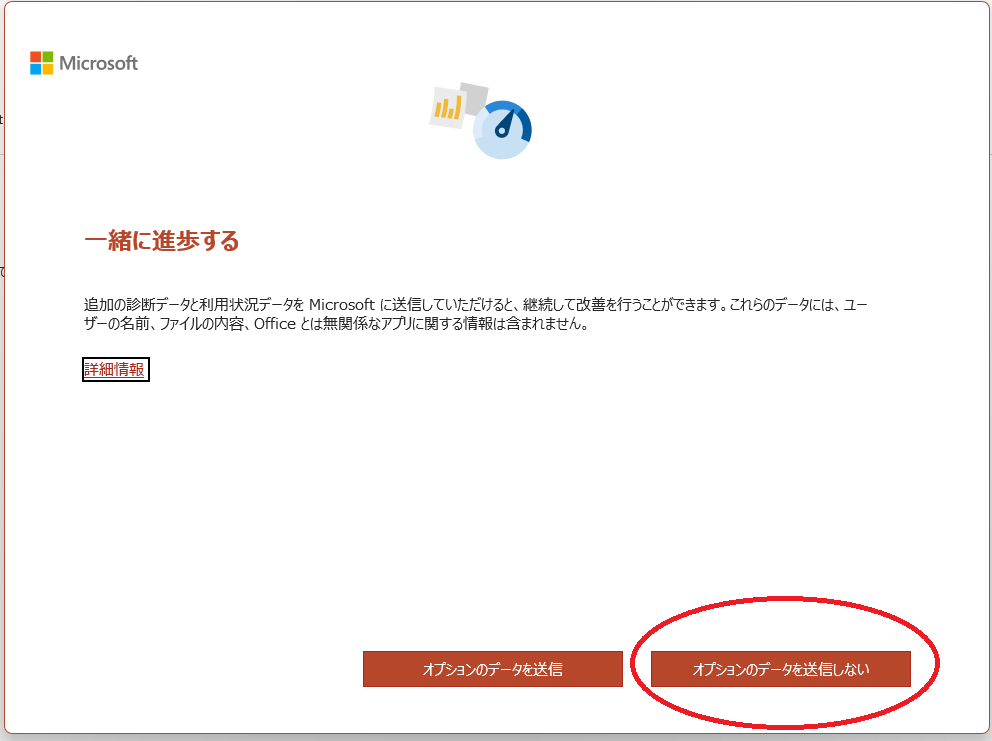 Microsoft
一緒に進歩する
追加の診断データと利用状況データを Microsoft に送信していただけると、継続して改善を行うことができます。これらのデータには、ユー
ザーの名前、ファイルの内容、Office とは無関係なアプリに関する情報は含まれません。
詳細情報
オプションのデータを送信
オプションのデータを送信しない